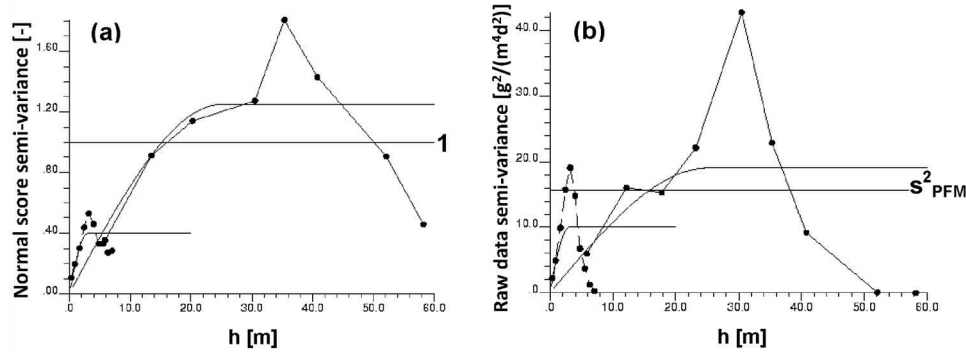 (a)
Normal score semi-variance [-]
1.60
1.20
.80
.40
.00
1
.0 10.0 20.0 30.0 40.0 50.0 60.0
h [m]
(b)
Raw data semi-variance [g²/(m⁴d²)]
40.0
30.0
20.0
10.0
.0
s²PFM
.0 10.0 20.0 30.0 40.0 50.0 60.0
h [m]